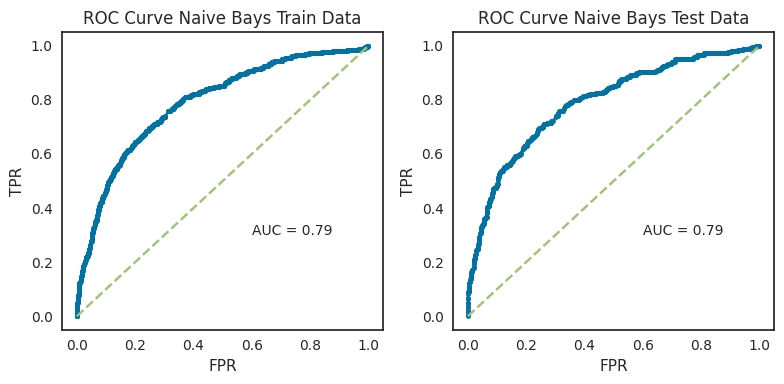 ROC Curve Naive Bays Train Data
1.0
0.8
0.6
0.4
0.2
0.0
TPR
AUC = 0.79
0.0 0.2 0.4 0.6 0.8 1.0
FPR
ROC Curve Naive Bays Test Data
1.0
0.8
0.6
0.4
0.2
0.0
TPR
AUC = 0.79
0.0 0.2 0.4 0.6 0.8 1.0
FPR